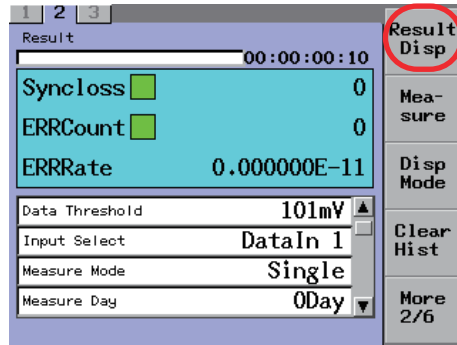 1 2 3
Result
00:00:00:10
Syncloss 0
ERRCount 0
ERRRate 0.000000E-11
Data Threshold 101mV
Input Select DataIn 1
Measure Mode Single
Measure Day 0Day
Result
Disp
Mea-
sure
Disp
Mode
Clear
Hist
More
2/6